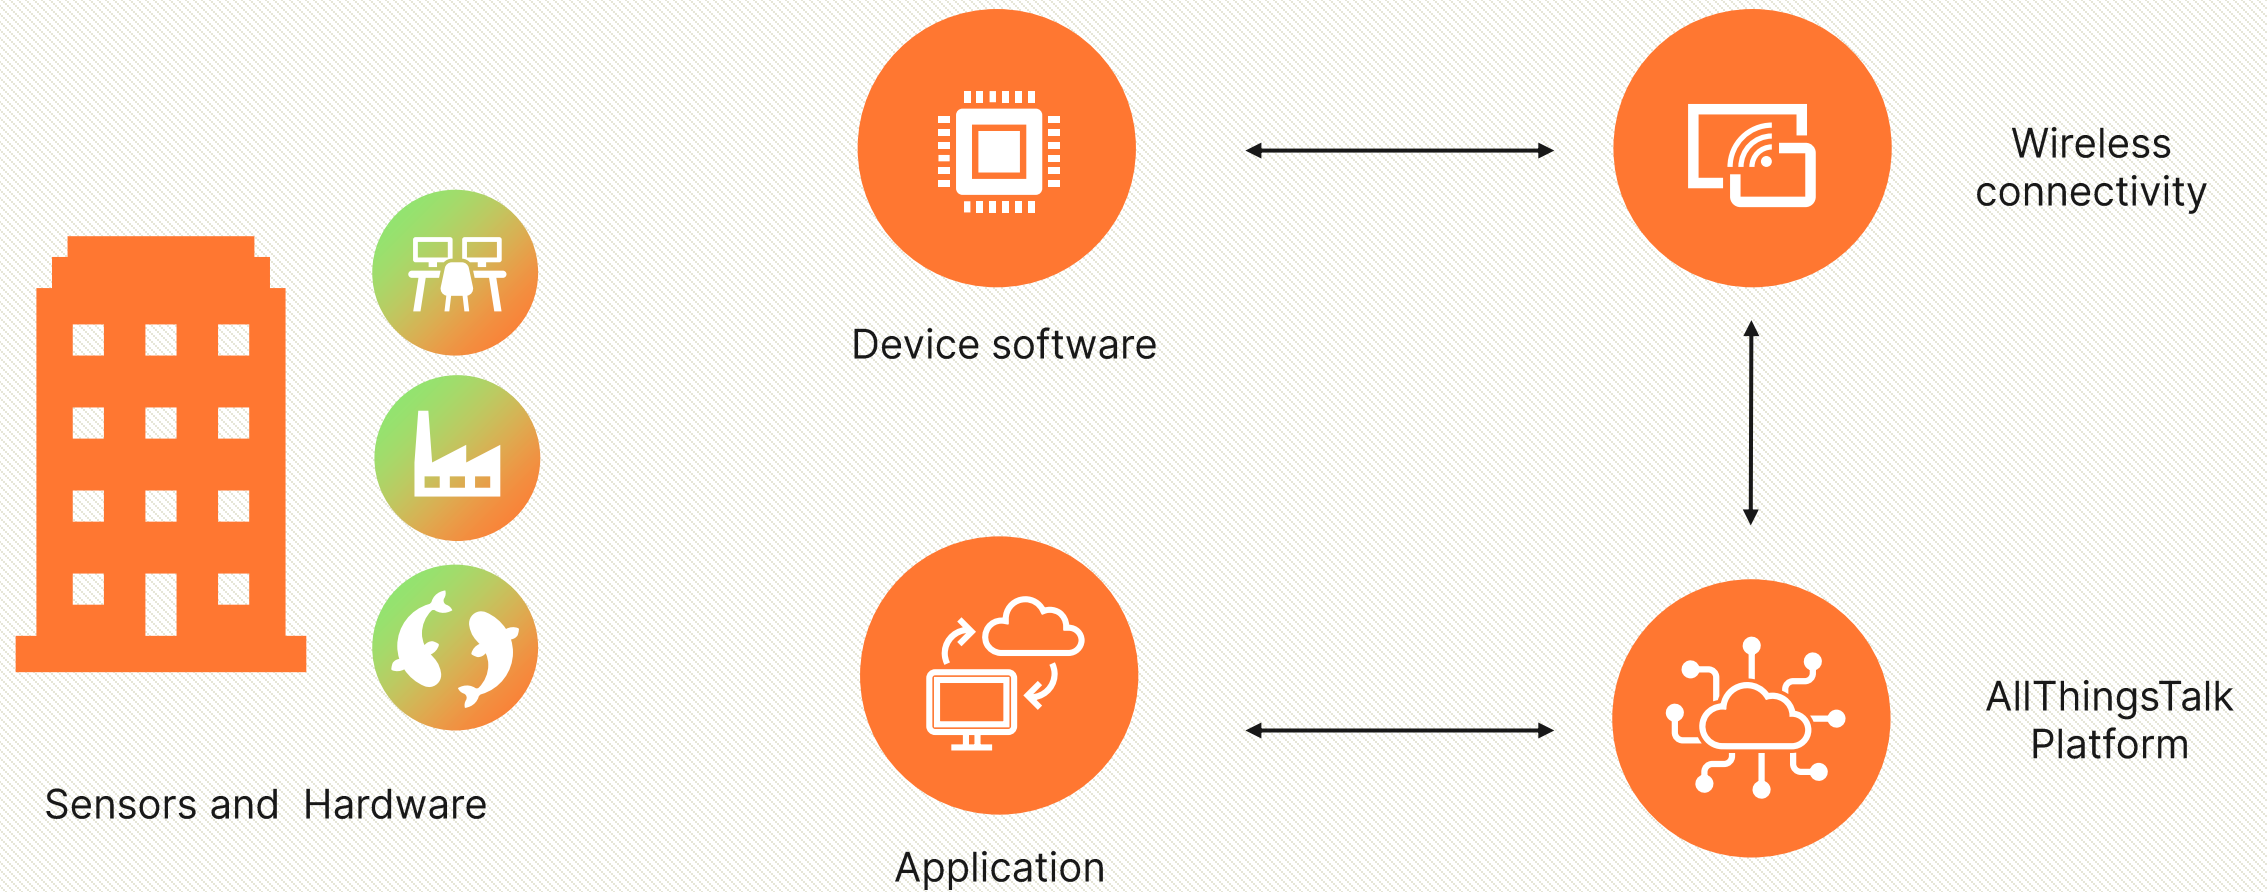 Wireless
connectivity
Device software
AllThingsTalk
Platform
Sensors and  Hardware
Application